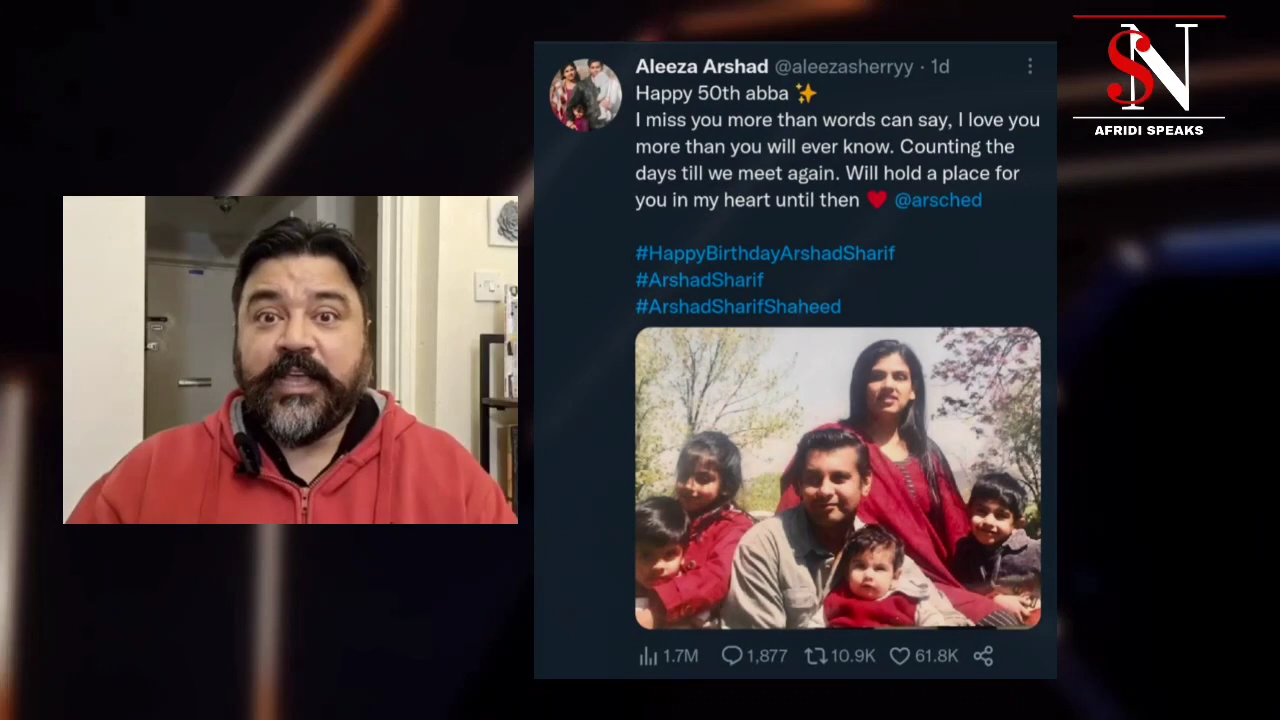 Aleeza Arshad @aleezasherryy · 1d
Happy 50th abba ✨
I miss you more than words can say, I love you
more than you will ever know. Counting the
days till we meet again. Will hold a place for
you in my heart until then ❤️ @arsched
#HappyBirthdayArshadSharif
#ArshadSharif
#ArshadSharifShaheed
1.7M 1,877 10.9K 61.8K
SN
AFRIDI SPEAKS